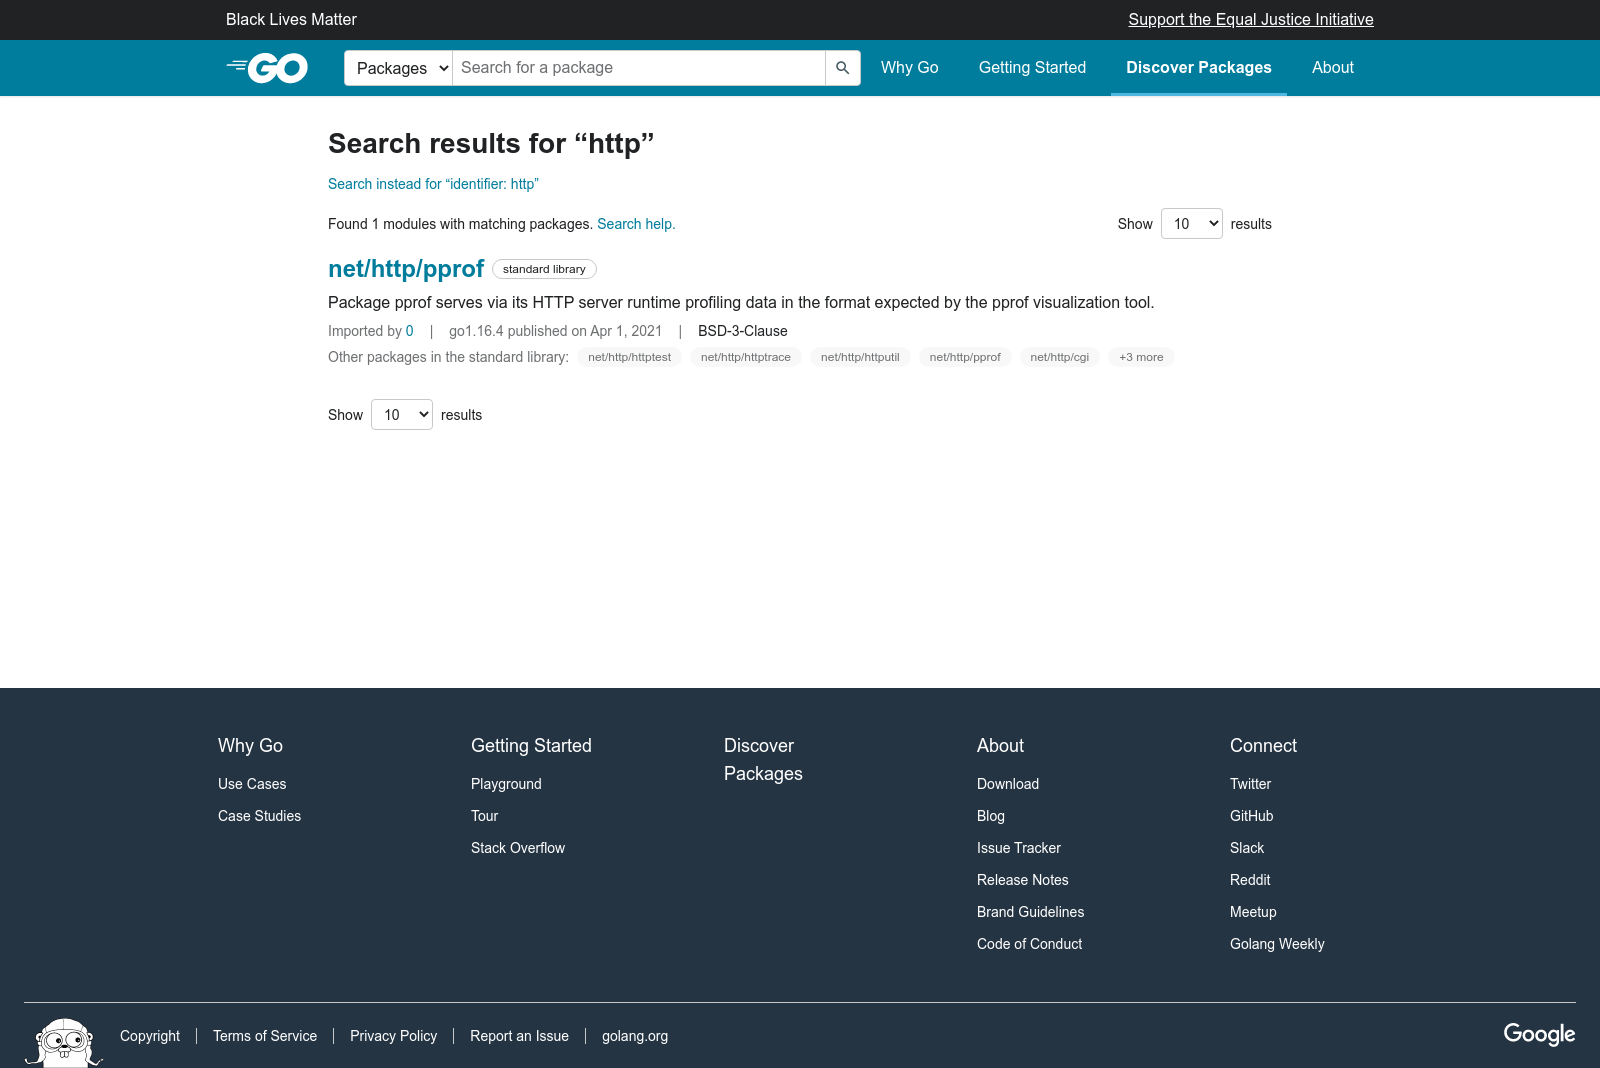 Black Lives Matter
Support the Equal Justice Initiative
GO
Packages
Search for a package
Why Go
Getting Started
Discover Packages
About
Search results for “http”
Search instead for “identifier: http”
Found 1 modules with matching packages. Search help.
Show 10 results
net/http/pprof standard library
Package pprof serves via its HTTP server runtime profiling data in the format expected by the pprof visualization tool.
Imported by 0 | go1.16.4 published on Apr 1, 2021 | BSD-3-Clause
Other packages in the standard library: net/http/httptest net/http/httptrace net/http/httputil net/http/pprof net/http/cgi +3 more
Show 10 results
Why Go
Use Cases
Case Studies
Getting Started
Playground
Tour
Stack Overflow
Discover
Packages
About
Download
Blog
Issue Tracker
Release Notes
Brand Guidelines
Code of Conduct
Connect
Twitter
GitHub
Slack
Reddit
Meetup
Golang Weekly
Copyright | Terms of Service | Privacy Policy | Report an Issue | golang.org
Google